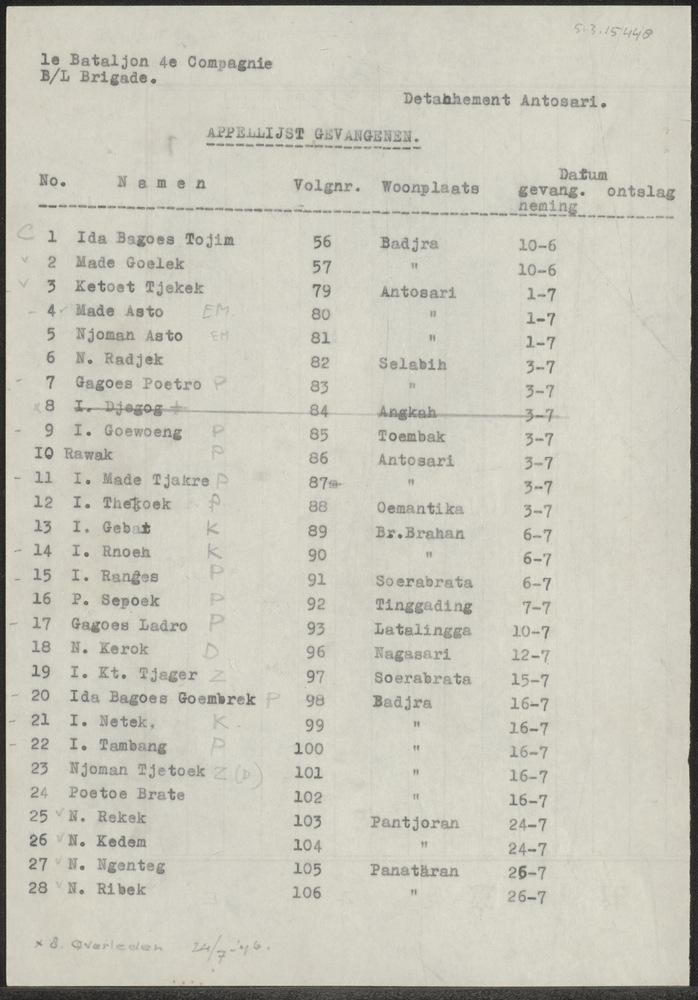 5.3.15448
1e Bataljon 4e Compagnie
B/L Brigade.
Detahhement Antosari.
APPELLIJST GEVANGENEN.
Datum
No. Namen Volgnr. Woonplaats gevang. ontslag
neming
C 1 Ida Bagoes Tojim 56 Badjra 10-6
v 2 Made Goelek 57 " 10-6
v 3 Ketoet Tjekek 79 Antosari 1-7
- 4 v Made Asto EM 80 " 1-7
5 Njoman Asto EM 81 " 1-7
6 N. Radjek 82 Selabih 3-7
- 7 Gagoes Poetro P 83 " 3-7
x 8 I. Djegog + 84 Angkah 3-7
- 9 I. Goewoeng P 85 Toembak 3-7
10 Rawak P 86 Antosari 3-7
- 11 I. Made Tjakre P 87 " 3-7
12 I. Thekoek P 88 Oemantika 3-7
13 I. Gebat K 89 Br.Brahan 6-7
- 14 I. Rnoeh K 90 " 6-7
- 15 I. Ranges P 91 Soerabrata 6-7
16 P. Sepoek P 92 Tinggading 7-7
- 17 Gagoes Ladro P 93 Latalingga 10-7
18 N. Kerok D 96 Nagasari 12-7
19 I. Kt. Tjager Z 97 Soerabrata 15-7
- 20 Ida Bagoes Goembrek P 98 Badjra 16-7
- 21 I. Netek. K 99 " 16-7
- 22 I. Tambang P 100 " 16-7
23 Njoman Tjetoek Z (D) 101 " 16-7
24 Poetoe Brate 102 " 16-7
25 v N. Rekek 103 Pantjoran 24-7
26 v N. Kedem 104 " 24-7
27 v N. Ngenteg 105 Panatäran 26-7
28 v N. Ribek 106 " 26-7
x 8. Overleden 24/7-'46.